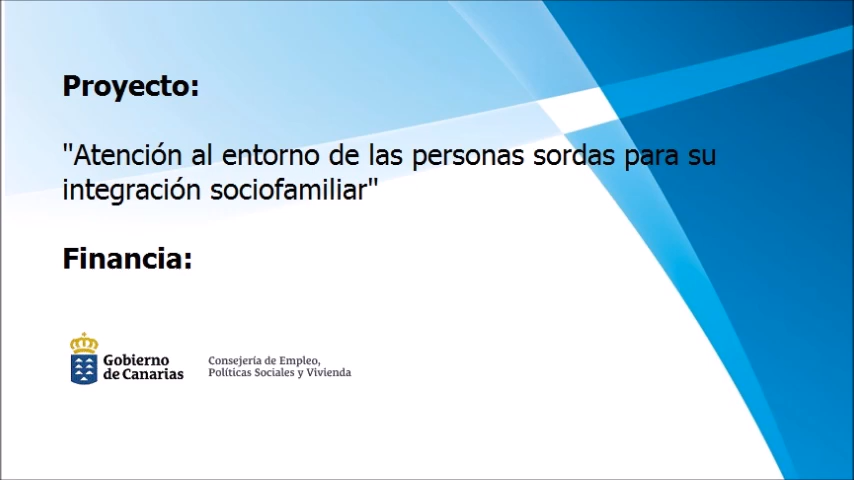 Proyecto:
"Atención al entorno de las personas sordas para su
integración sociofamiliar"
Financia:
Gobierno
de Canarias
Consejería de Empleo,
Políticas Sociales y Vivienda